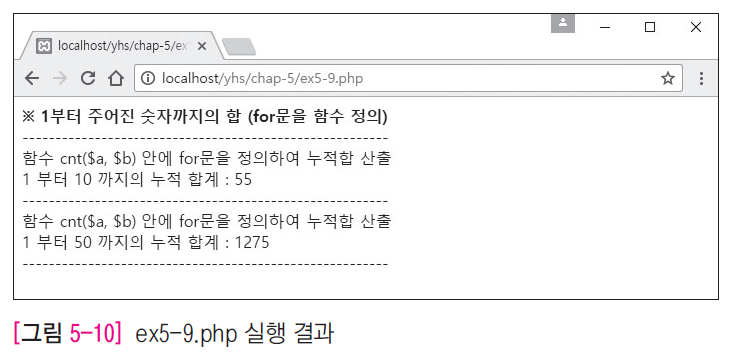 localhost/yhs/chap-5/ex
localhost/yhs/chap-5/ex5-9.php
※ 1부터 주어진 숫자까지의 합 (for문을 함수 정의)
--------------------------------------------------------
함수 cnt($a, $b) 안에 for문을 정의하여 누적합 산출
1 부터 10 까지의 누적 합계 : 55
--------------------------------------------------------
함수 cnt($a, $b) 안에 for문을 정의하여 누적합 산출
1 부터 50 까지의 누적 합계 : 1275
--------------------------------------------------------
[그림 5-10] ex5-9.php 실행 결과